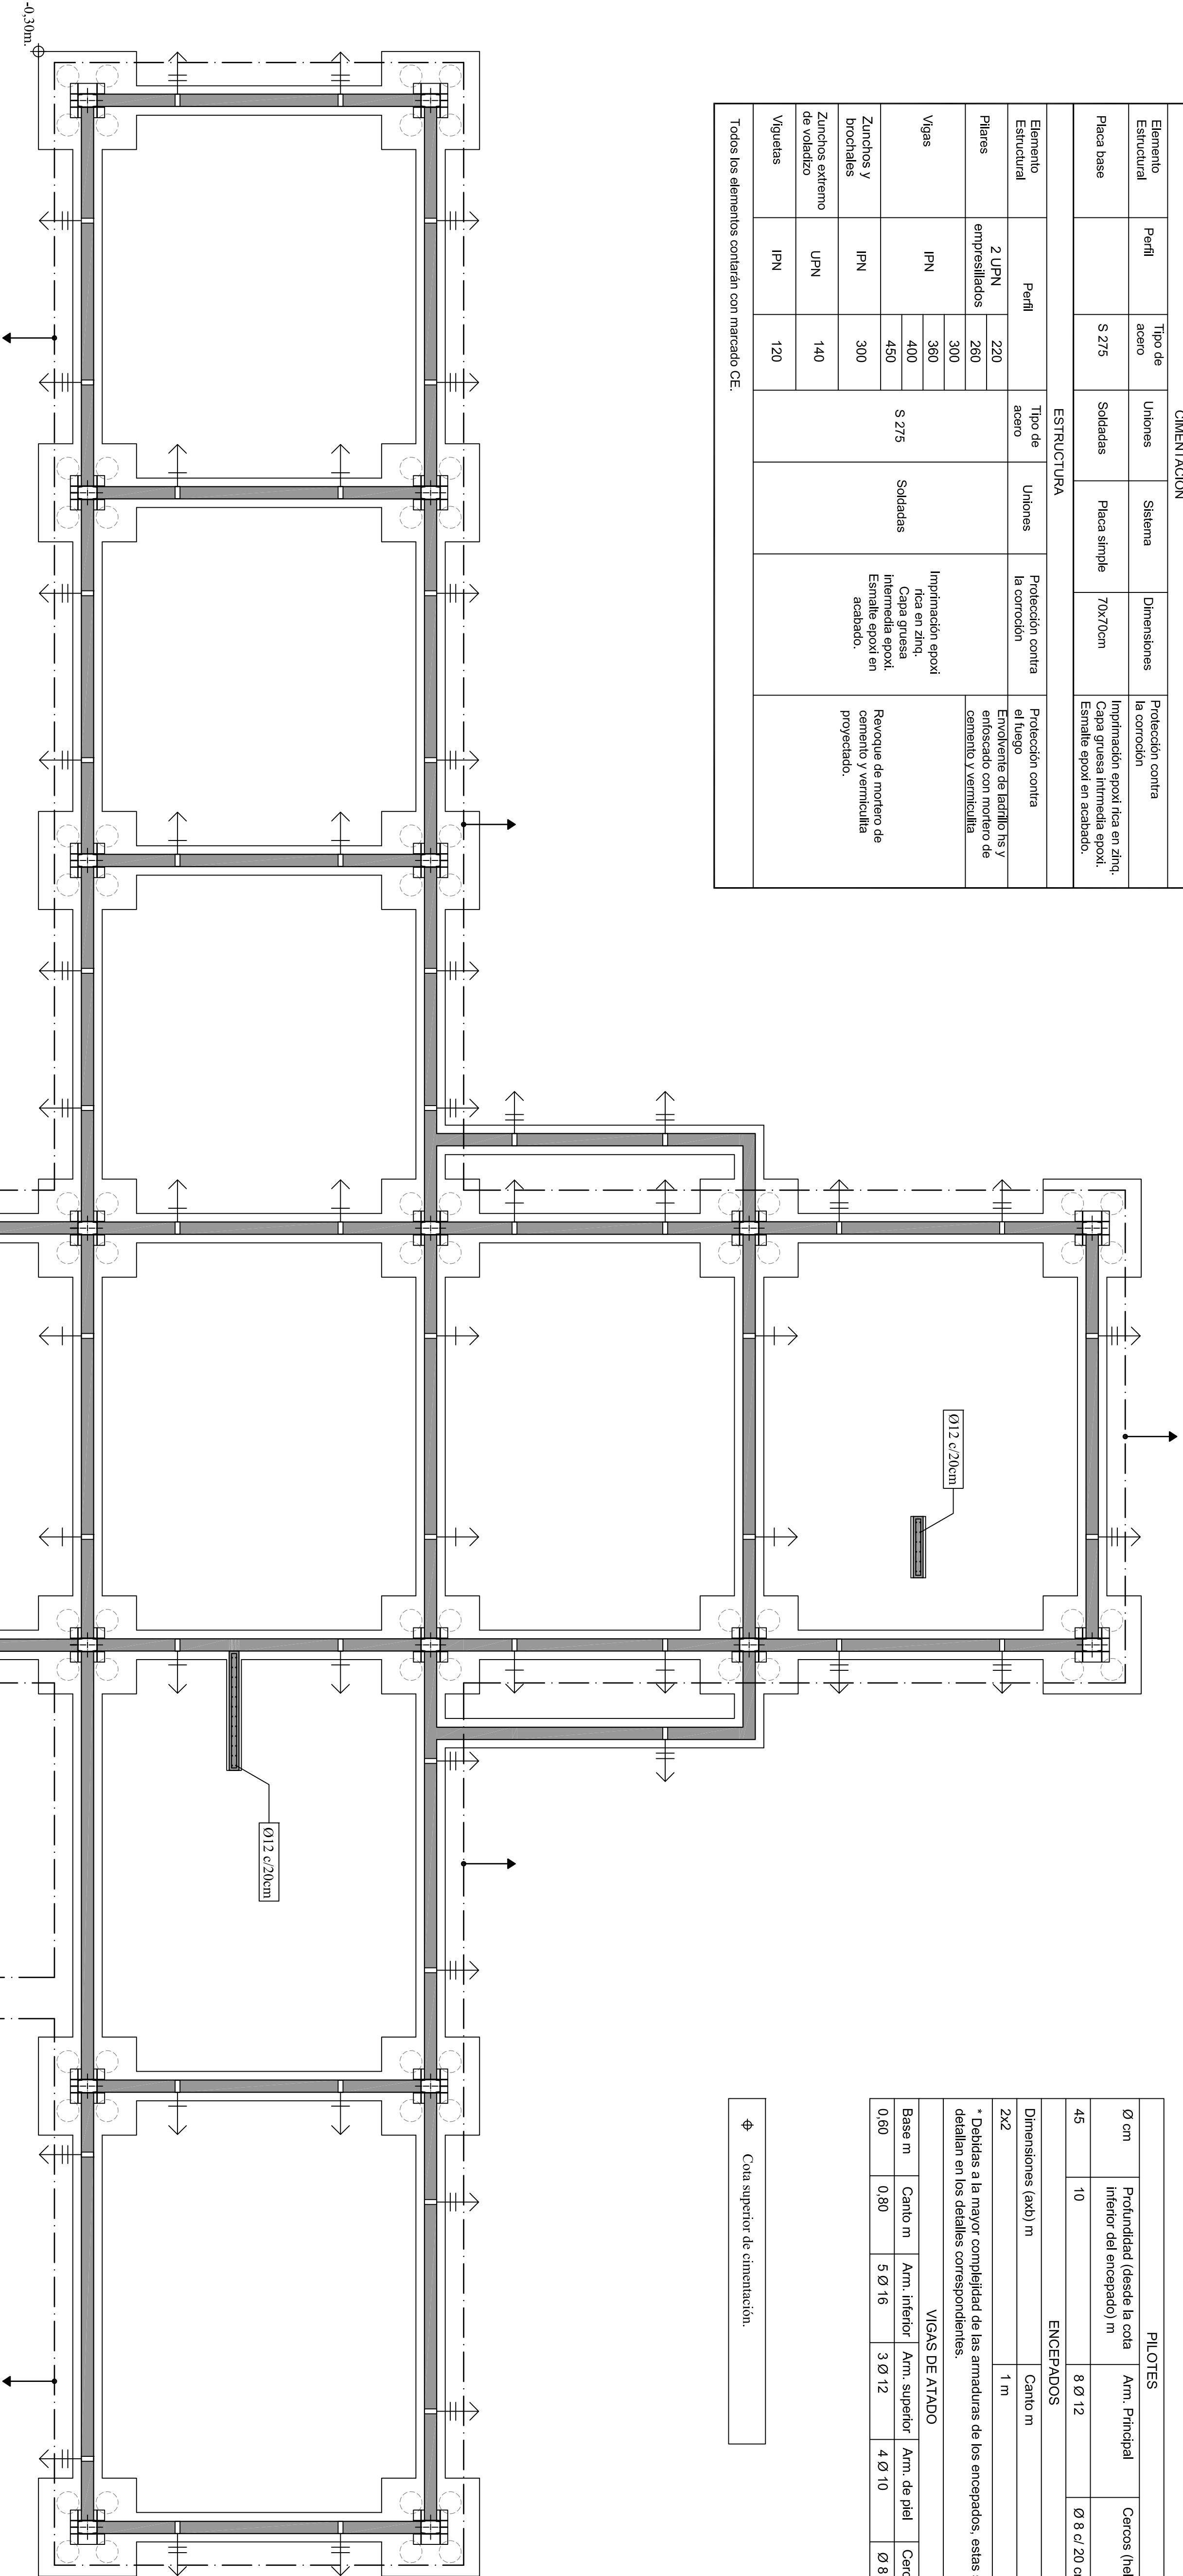 CIMENTACIÓN
Elemento Estructural
Perfil
Tipo de acero
Uniones
Sistema
Dimensiones
Protección contra la corroción
Placa base
S 275
Soldadas
Placa simple
70x70cm
Imprimación epoxi rica en zinq.
Capa gruesa intrmedia epoxi.
Esmalte epoxi en acabado.
ESTRUCTURA
Elemento Estructural
Perfil
Tipo de acero
Uniones
Protección contra la corroción
Protección contra el fuego
Pilares
2 UPN
empresillados
220
260
Envolvente de ladrillo hs y
enfoscado con mortero de
cemento y vermiculita
Vigas
IPN
300
360
400
450
S 275
Soldadas
Imprimación epoxi
rica en zinq.
Capa gruesa
intermedia epoxi.
Esmalte epoxi en
acabado.
Revoque de mortero de
cemento y vermiculita
proyectado.
Zunchos y
brochales
IPN
300
Zunchos extremo
de voladizo
UPN
140
Viguetas
IPN
120
Todos los elementos contarán con marcado CE.
PILOTES
Ø cm
Profundidad (desde la cota
inferior del encepado) m
Arm. Principal
45
10
8 Ø 12
Ø 8 c/ 20
ENCEPADOS
Dimensiones (axb) m
Canto m
2x2
1 m
* Debidas a la mayor complejidad de las armaduras de los encepados, estas
detallan en los detalles correspondientes.
VIGAS DE ATADO
Base m
Canto m
Arm. inferior
Arm. superior
Arm. de piel
0,60
0,80
5 Ø 16
3 Ø 12
4 Ø 10
Ø 8
Cota superior de cimentación.
Ø12 c/20cm
Ø12 c/20cm
-0,30m.